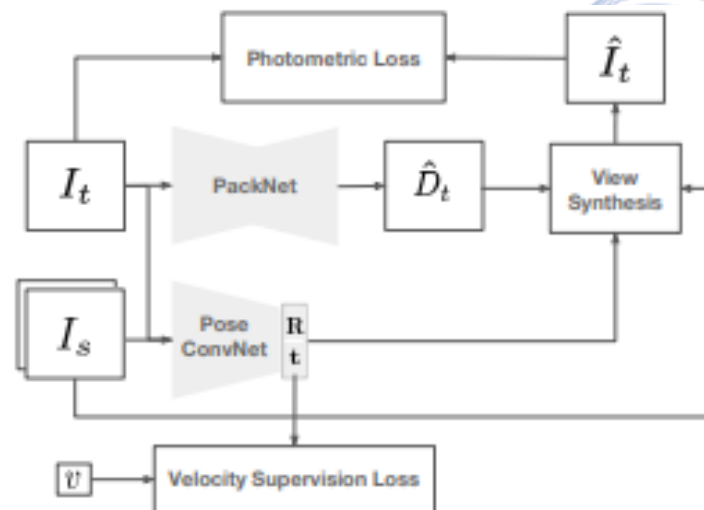 Photometric Loss
Î_t
I_t
PackNet
D̂_t
View
Synthesis
I_s
Pose
ConvNet
R
t
v
Velocity Supervision Loss